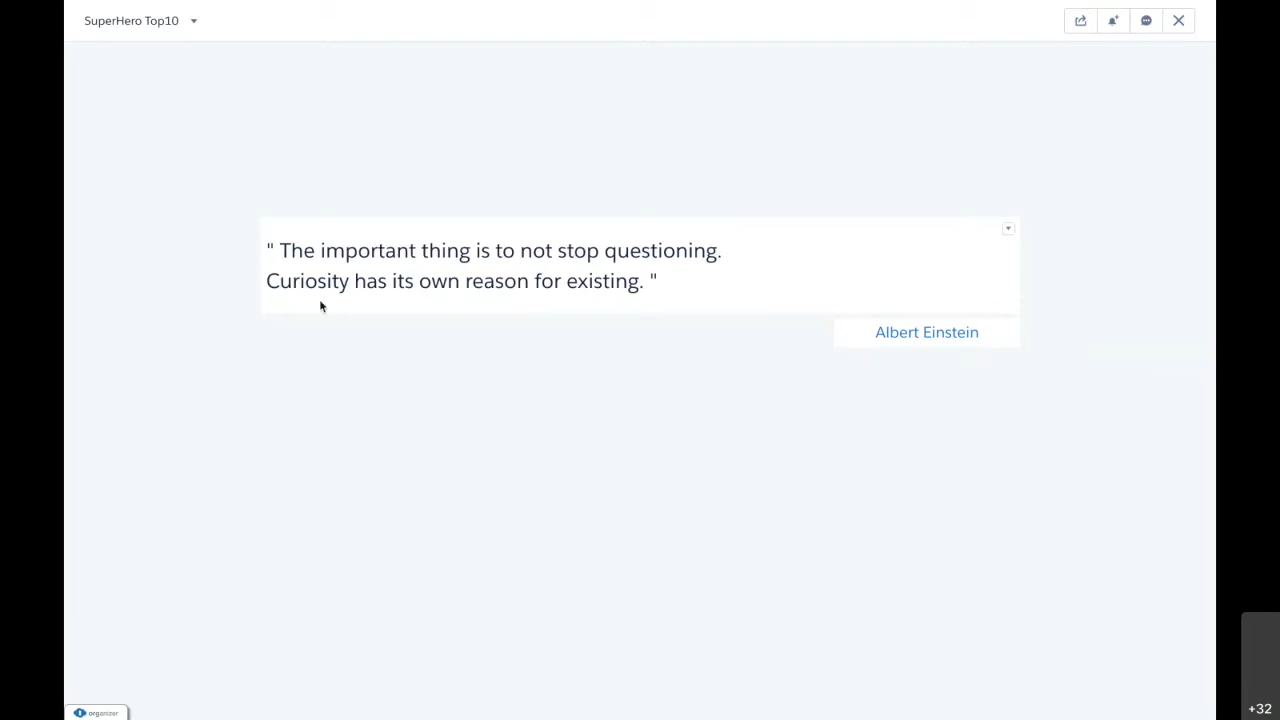 SuperHero Top10
" The important thing is to not stop questioning.
Curiosity has its own reason for existing. "
Albert Einstein
organizer
+32